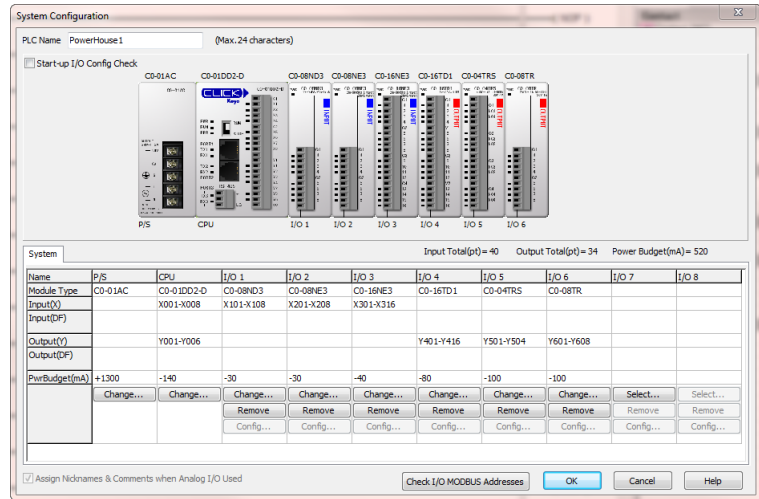 System Configuration
PLC Name PowerHouse1 (Max.24 characters)
Start-up I/O Config Check
C0-01AC C0-01DD2-D C0-08ND3 C0-08NE3 C0-16NE3 C0-16TD1 C0-04TRS C0-08TR
CLICK
Koyo
INPUT INPUT INPUT OUTPUT OUTPUT OUTPUT
P/S CPU I/O 1 I/O 2 I/O 3 I/O 4 I/O 5 I/O 6
System Input Total(pt)= 40 Output Total(pt)= 34 Power Budget(mA)= 520
Name P/S CPU I/O 1 I/O 2 I/O 3 I/O 4 I/O 5 I/O 6 I/O 7 I/O 8
Module Type C0-01AC C0-01DD2-D C0-08ND3 C0-08NE3 C0-16NE3 C0-16TD1 C0-04TRS C0-08TR
Input(X) X001-X008 X101-X108 X201-X208 X301-X316
Input(DF)
Output(Y) Y001-Y006 Y401-Y416 Y501-Y504 Y601-Y608
Output(DF)
PwrBudget(mA) +1300 -140 -30 -30 -40 -80 -100 -100
Change... Change... Change... Change... Change... Change... Change... Change... Select... Select...
Remove Remove Remove Remove Remove Remove Remove Remove
Config... Config... Config... Config... Config... Config... Config... Config...
Assign Nicknames & Comments when Analog I/O Used Check I/O MODBUS Addresses OK Cancel Help